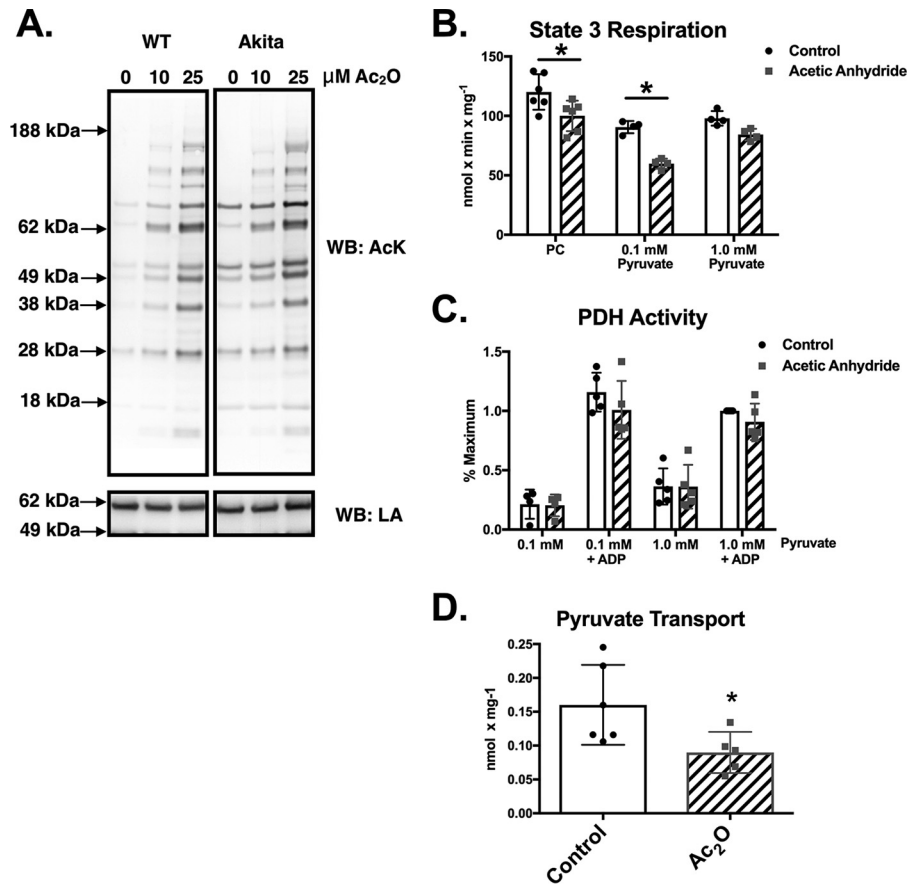 A.
WT Akita
0 10 25 0 10 25 µM Ac2O
188 kDa
62 kDa
49 kDa
38 kDa
28 kDa
18 kDa
WB: AcK
62 kDa
49 kDa
WB: LA
B.
State 3 Respiration
Control
Acetic Anhydride
nmol x min x mg-1
150
100
50
0
PC
0.1 mM
Pyruvate
1.0 mM
Pyruvate
*
*
C.
PDH Activity
Control
Acetic Anhydride
% Maximum
1.5
1.0
0.5
0.0
0.1 mM
0.1 mM
+ ADP
1.0 mM
1.0 mM
+ ADP
Pyruvate
D.
Pyruvate Transport
nmol x mg-1
0.25
0.20
0.15
0.10
0.05
0.00
*
Control
Ac2O